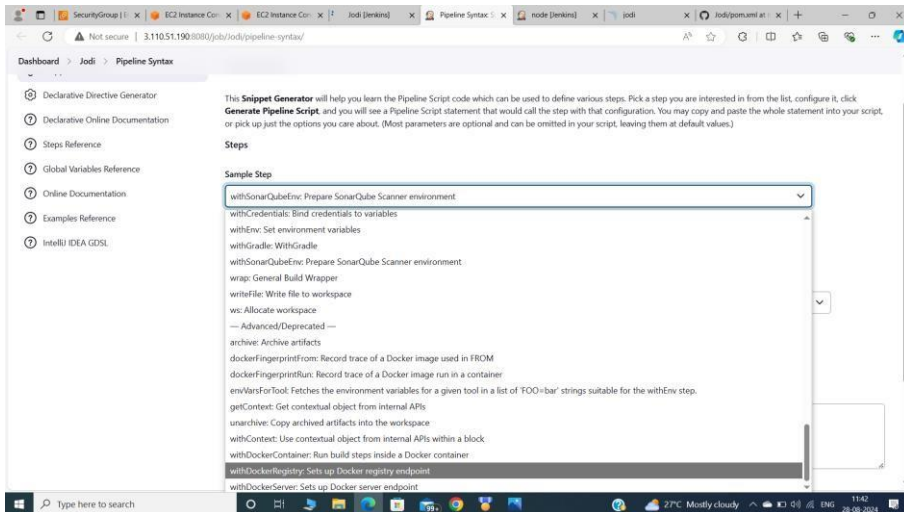 SecurityGroup | E
EC2 Instance Con
EC2 Instance Con
Jodi [Jenkins]
Pipeline Syntax: S
node [Jenkins]
jodi
Jodi/pom.xml at
Not secure | 3.110.51.190:8080/job/Jodi/pipeline-syntax/
Dashboard > Jodi > Pipeline Syntax
Declarative Directive Generator
Declarative Online Documentation
Steps Reference
Global Variables Reference
Online Documentation
Examples Reference
IntelliJ IDEA GDSL
This Snippet Generator will help you learn the Pipeline Script code which can be used to define various steps. Pick a step you are interested in from the list, configure it, click
Generate Pipeline Script, and you will see a Pipeline Script statement that would call the step with that configuration. You may copy and paste the whole statement into your script,
or pick up just the options you care about. (Most parameters are optional and can be omitted in your script, leaving them at default values.)
Steps
Sample Step
withSonarQubeEnv: Prepare SonarQube Scanner environment
withCredentials: Bind credentials to variables
withEnv: Set environment variables
withGradle: WithGradle
withSonarQubeEnv: Prepare SonarQube Scanner environment
wrap: General Build Wrapper
writeFile: Write file to workspace
ws: Allocate workspace
— Advanced/Deprecated —
archive: Archive artifacts
dockerFingerprintFrom: Record trace of a Docker image used in FROM
dockerFingerprintRun: Record trace of a Docker image run in a container
envVarsForTool: Fetches the environment variables for a given tool in a list of 'FOO=bar' strings suitable for the withEnv step.
getContext: Get contextual object from internal APIs
unarchive: Copy archived artifacts into the workspace
withContext: Use contextual object from internal APIs within a block
withDockerContainer: Run build steps inside a Docker container
withDockerRegistry: Sets up Docker registry endpoint
withDockerServer: Sets up Docker server endpoint
Type here to search
99+
27°C Mostly cloudy
ENG
11:42
28-08-2024